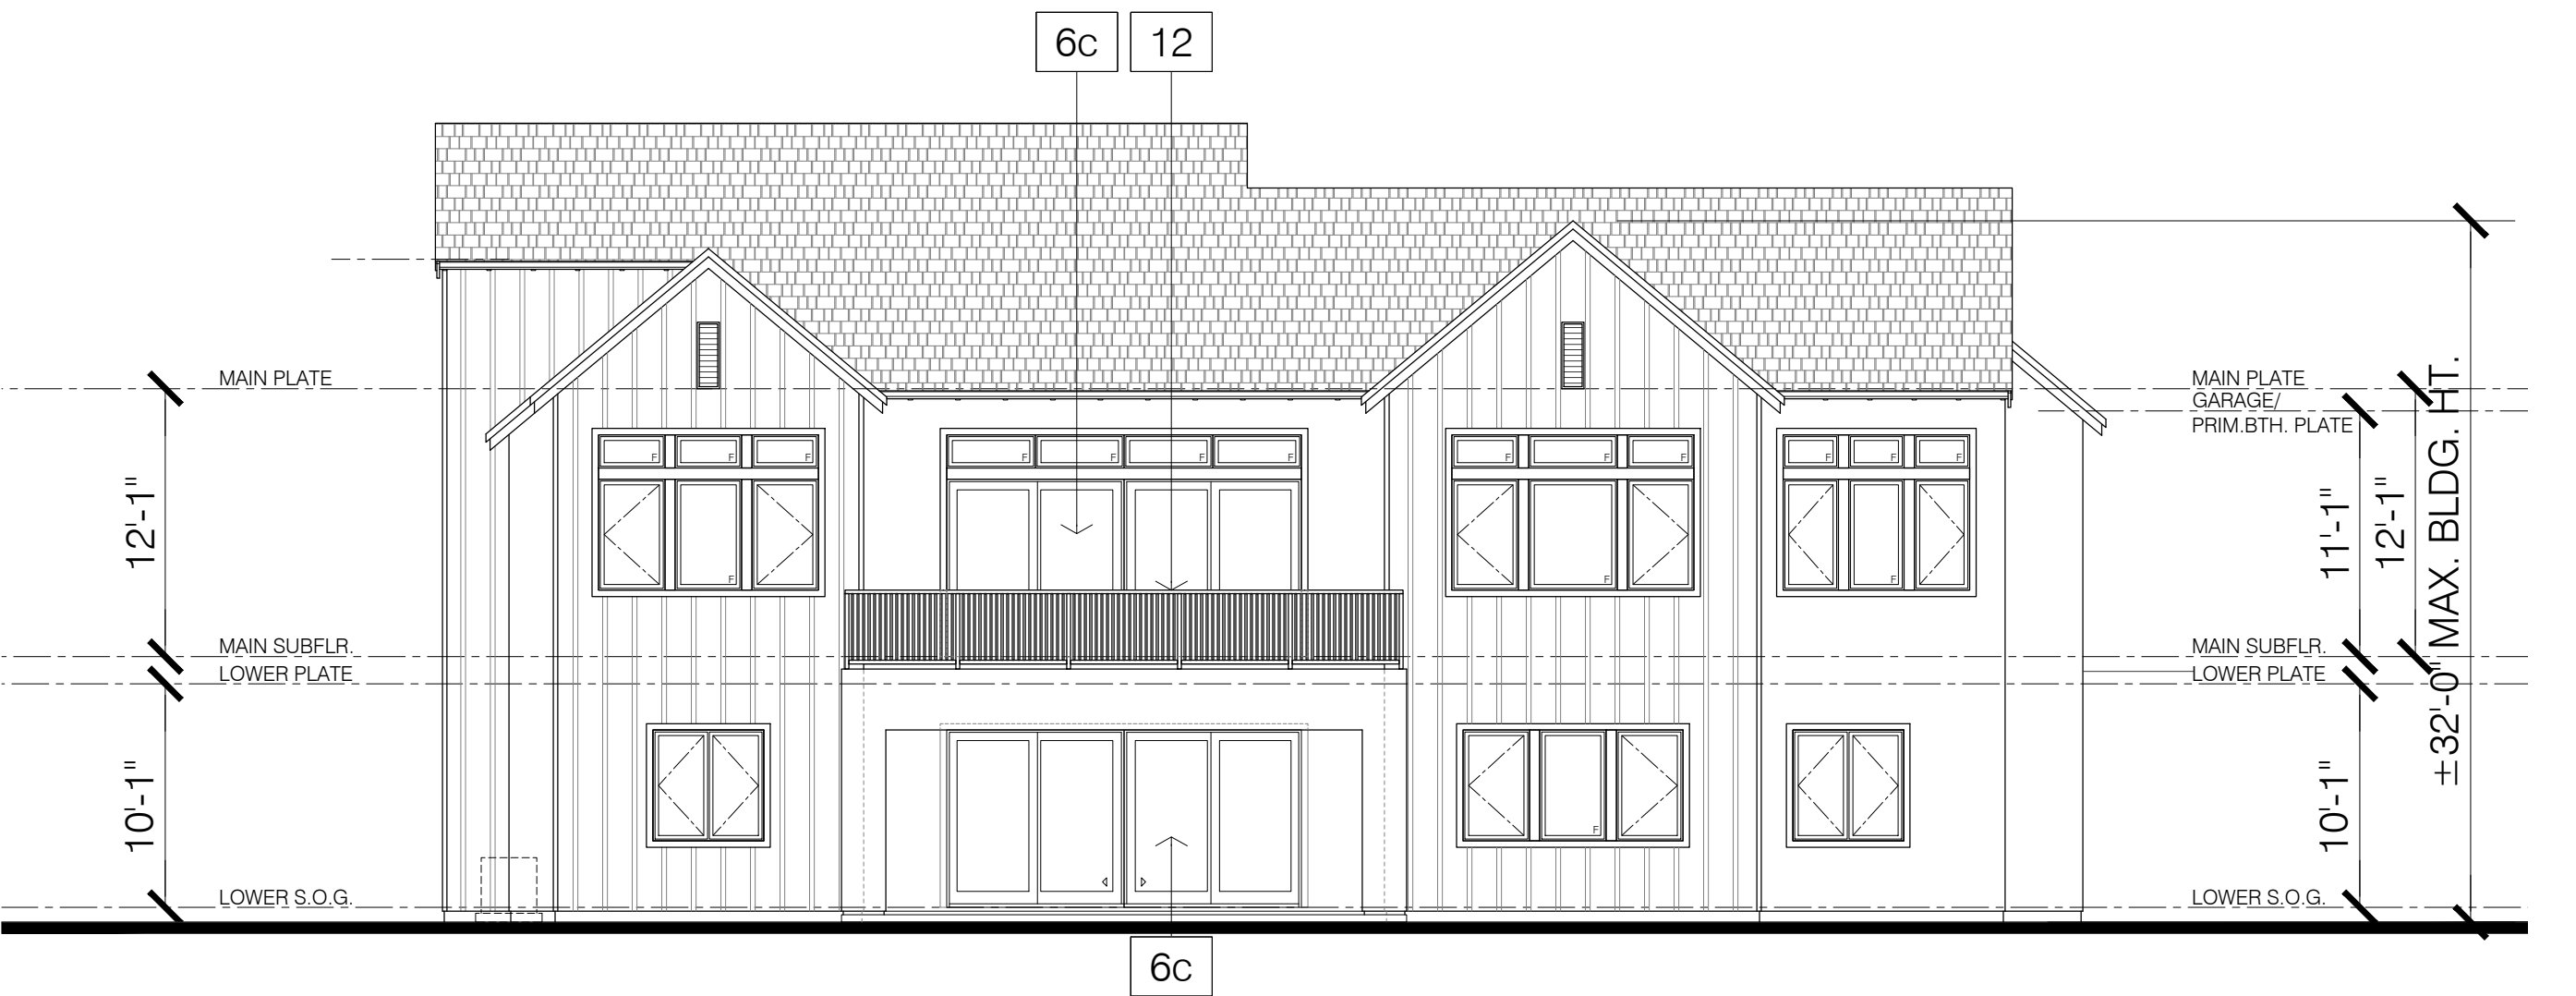 6C 12
MAIN PLATE
MAIN PLATE
GARAGE/
PRIM.BTH. PLATE
F F F
F F F F
F F F
F F F
F
F
F
12'-1"
11'-1"
12'-1"
±32'-0" MAX. BLDG. HT.
MAIN SUBFLR.
LOWER PLATE
MAIN SUBFLR.
LOWER PLATE
10'-1"
10'-1"
F
LOWER S.O.G.
LOWER S.O.G.
6C